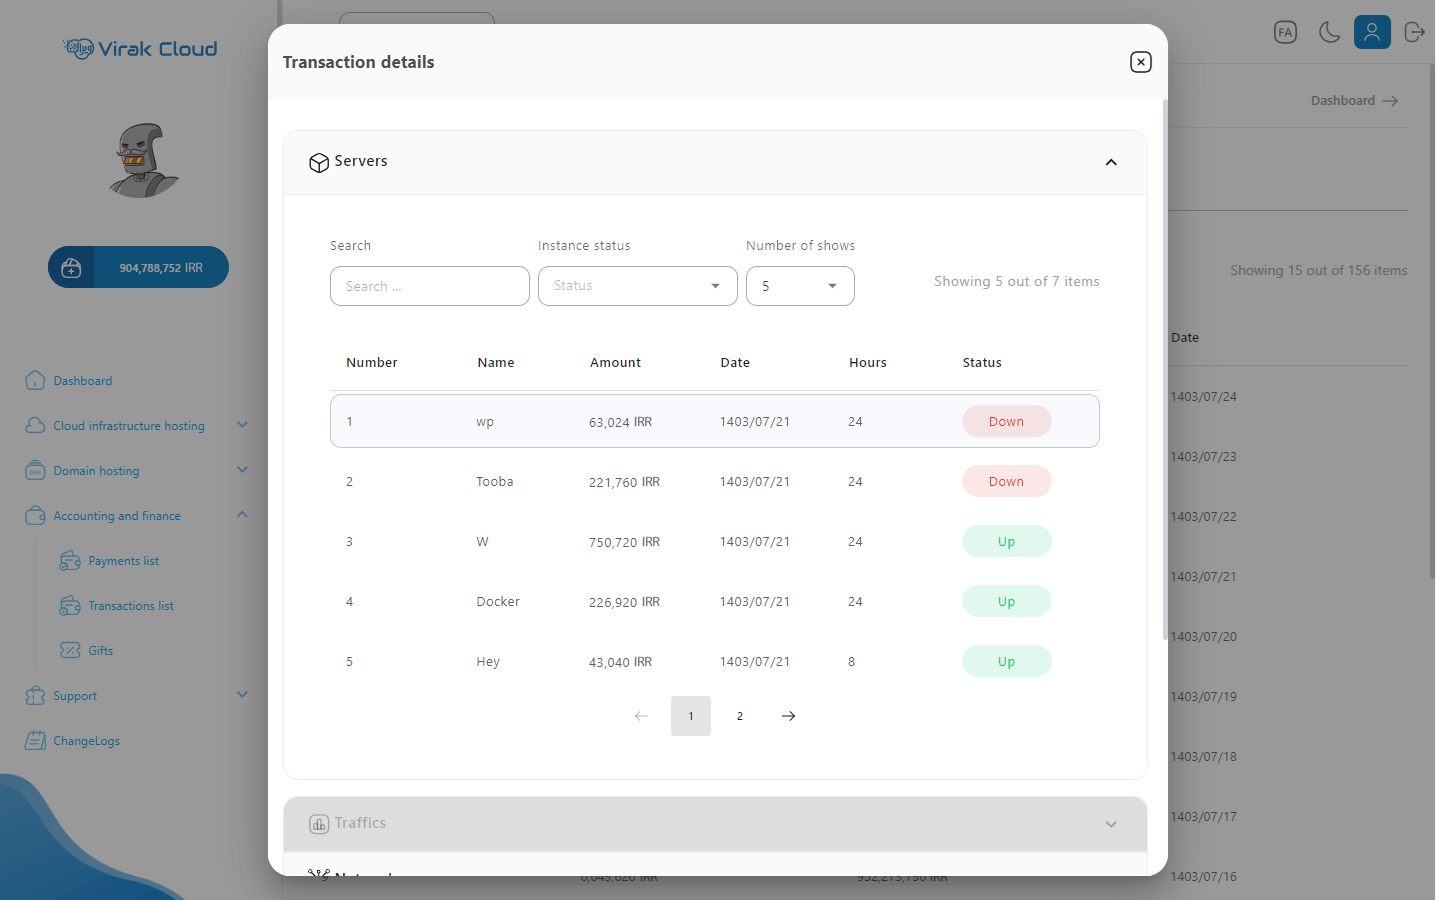 Virak Cloud
904,788,752 IRR
Dashboard
Cloud infrastructure hosting
Domain hosting
Accounting and finance
Payments list
Transactions list
Gifts
Support
ChangeLogs
FA
Dashboard
Showing 15 out of 156 items
Date
1403/07/24
1403/07/23
1403/07/22
1403/07/21
1403/07/20
1403/07/19
1403/07/18
1403/07/17
1403/07/16
Transaction details
Servers
Search Instance status Number of shows
Search ... Status 5 Showing 5 out of 7 items
Number Name Amount Date Hours Status
1 wp 63,024 IRR 1403/07/21 24 Down
2 Tooba 221,760 IRR 1403/07/21 24 Down
3 W 750,720 IRR 1403/07/21 24 Up
4 Docker 226,920 IRR 1403/07/21 24 Up
5 Hey 43,040 IRR 1403/07/21 8 Up
1 2
Traffics